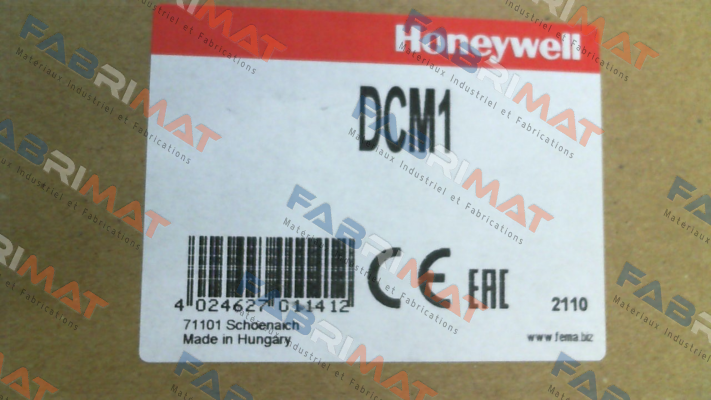 Honeywell
DCM1
4 024627 011412
CE EAC
2110
71101 Schoenaich
Made in Hungary
www.fema.biz
FABRIMAT
Materiaux Industriel et Fabrications